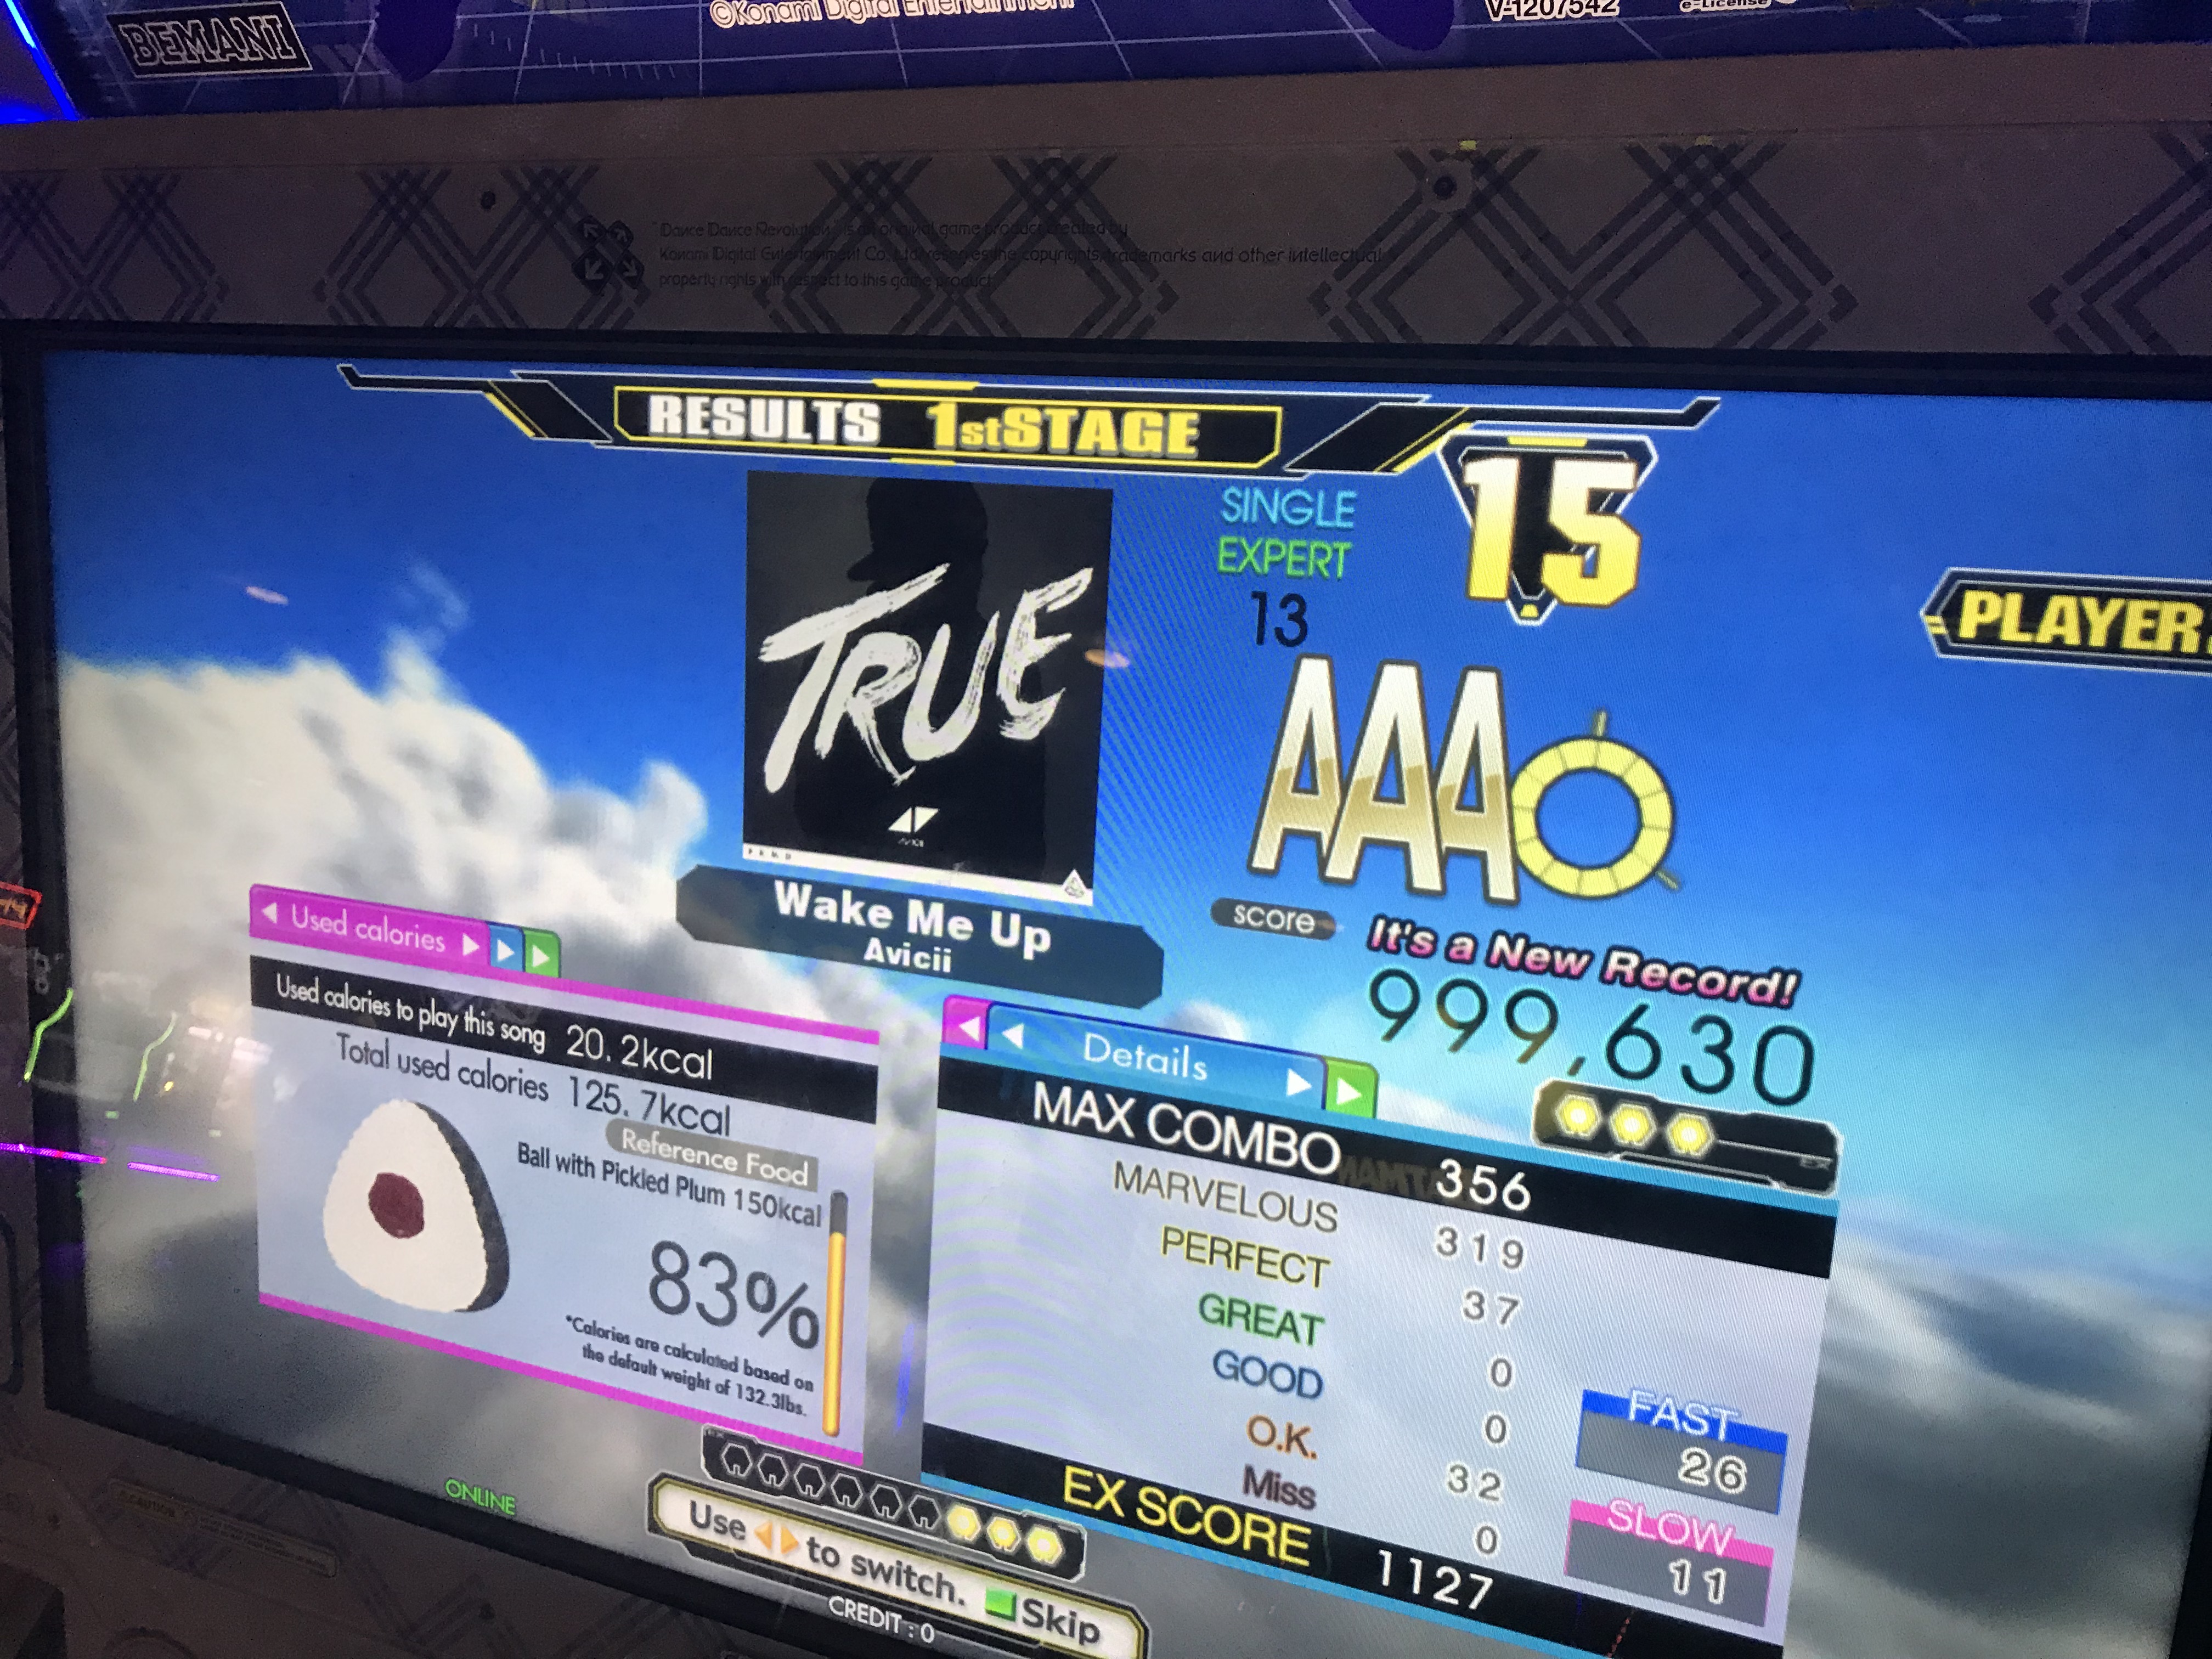 BEMANI
©Konami Digital Entertainment
V-1207542
e-License
Dance Dance Revolution is an original game product created by
Konami Digital Entertainment Co., Ltd. reserves the copyrights, trademarks and other intellectual
property rights with respect to this game product.
RESULTS 1stSTAGE
15
SINGLE
EXPERT
13
PLAYER
TRUE
AAA
Wake Me Up
Avicii
score
It's a New Record!
999,630
Used calories
Used calories to play this song 20.2kcal
Total used calories 125.7kcal
Reference Food
Ball with Pickled Plum 150kcal
83%
*Calories are calculated based on
the default weight of 132.3lbs.
Details
MAX COMBO 356
MARVELOUS 319
PERFECT 37
GREAT 0
GOOD 0
O.K. 32
Miss 0
EX SCORE 1127
FAST
26
SLOW
11
ONLINE
EX
Use to switch. Skip
CREDIT : 0